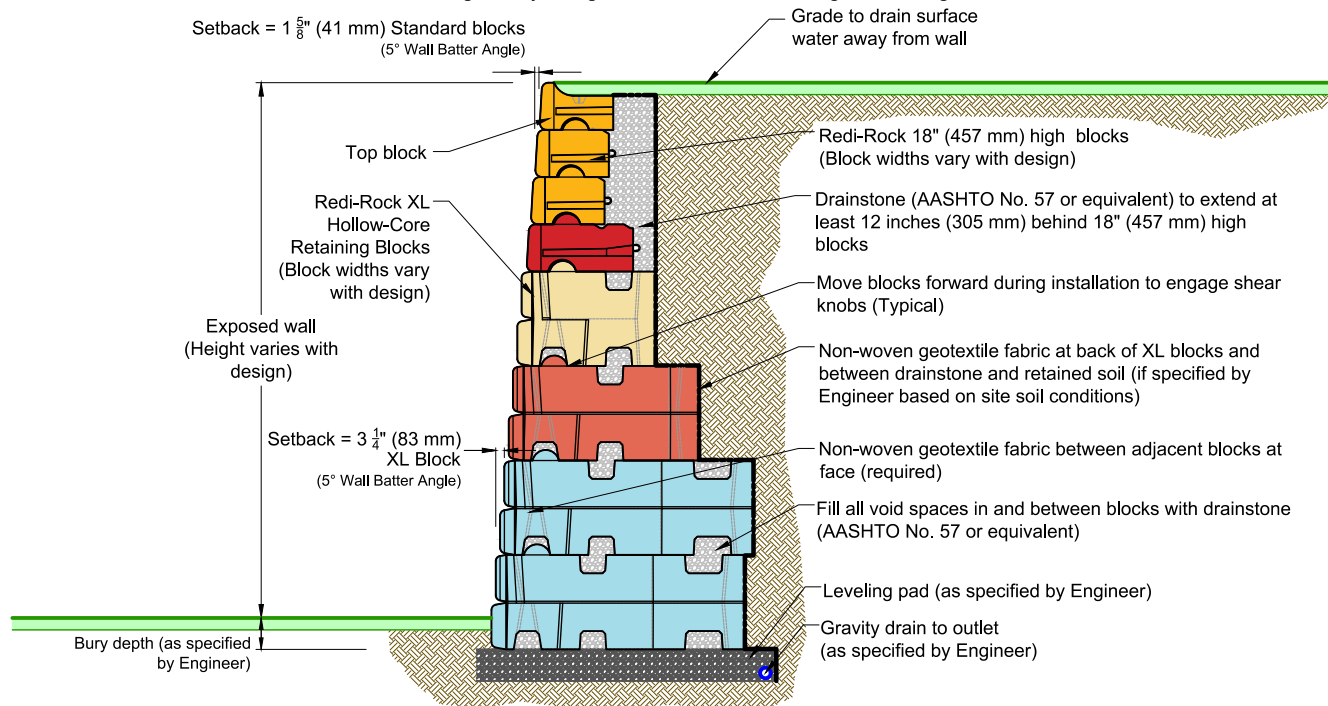 Setback = 1 5/8" (41 mm) Standard blocks
(5° Wall Batter Angle)
Grade to drain surface
water away from wall
Top block
Redi-Rock 18" (457 mm) high blocks
(Block widths vary with design)
Redi-Rock XL
Hollow-Core
Retaining Blocks
(Block widths vary
with design)
Drainstone (AASHTO No. 57 or equivalent) to extend at
least 12 inches (305 mm) behind 18" (457 mm) high
blocks
Move blocks forward during installation to engage shear
knobs (Typical)
Exposed wall
(Height varies with
design)
Non-woven geotextile fabric at back of XL blocks and
between drainstone and retained soil (if specified by
Engineer based on site soil conditions)
Setback = 3 1/4" (83 mm)
XL Block
(5° Wall Batter Angle)
Non-woven geotextile fabric between adjacent blocks at
face (required)
Fill all void spaces in and between blocks with drainstone
(AASHTO No. 57 or equivalent)
Leveling pad (as specified by Engineer)
Gravity drain to outlet
(as specified by Engineer)
Bury depth (as specified
by Engineer)